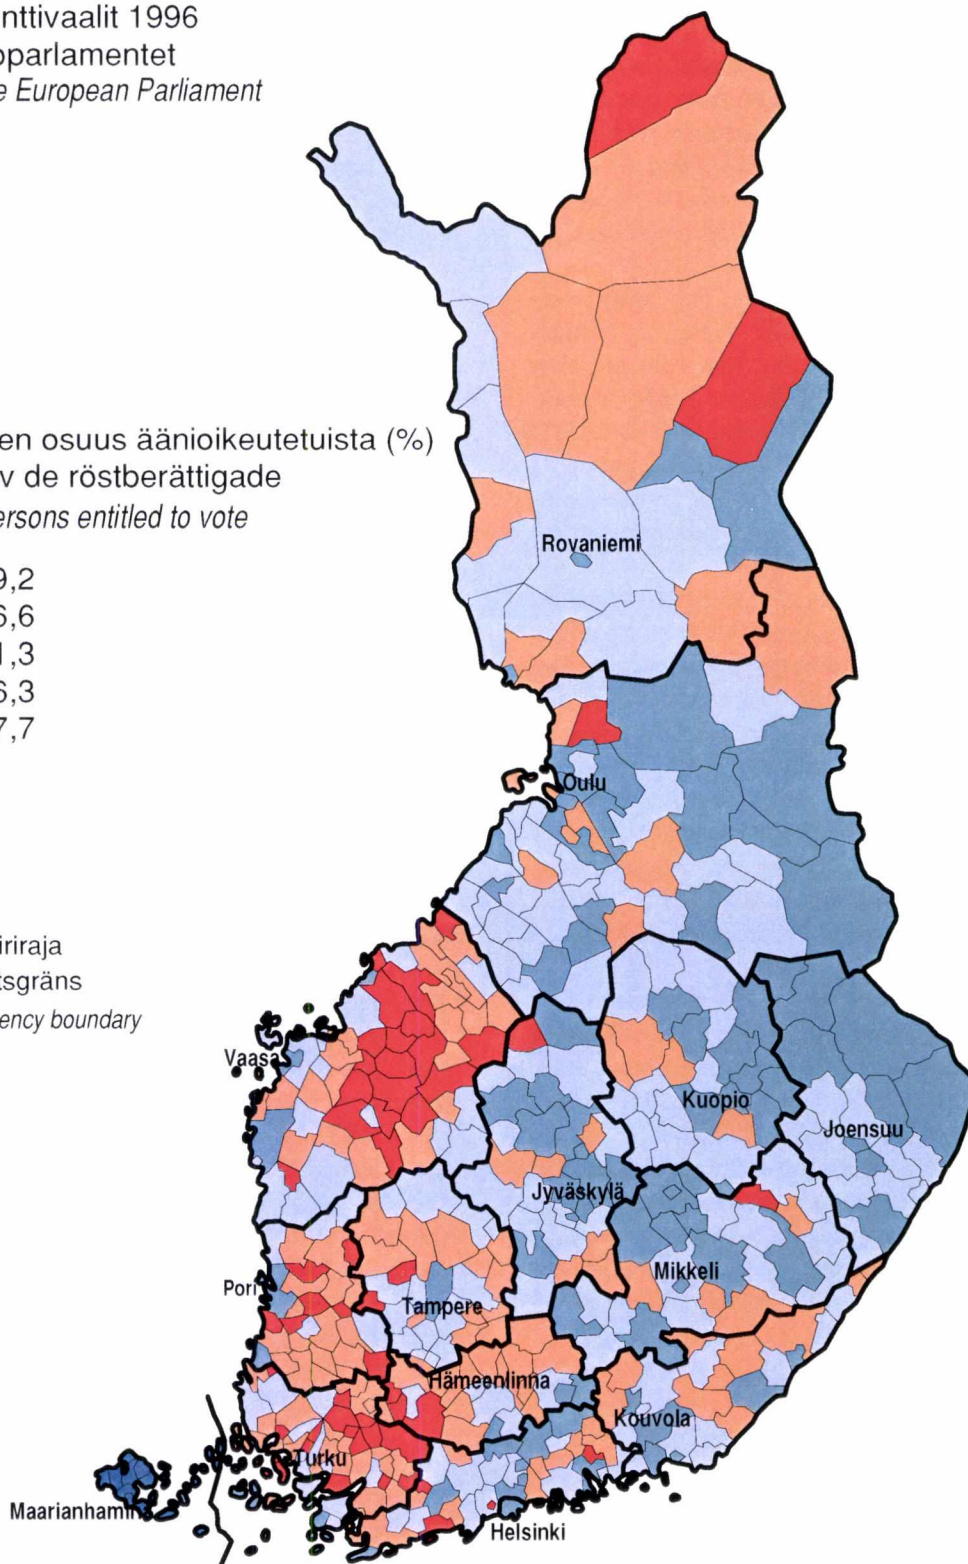 nttivaalit 1996
parlamentet
European Parliament
en osuus äänioikeutetuista (%)
v de röstberättigade
ersons entitled to vote
9,2
6,6
1,3
6,3
7,7
iriraja
tsgräns
ency boundary
Rovaniemi
Oulu
Vaasa
Kuopio
Joensuu
Jyväskylä
Mikkeli
Pori
Tampere
Hämeenlinna
Kouvola
Turku
Maarianhamina
Helsinki